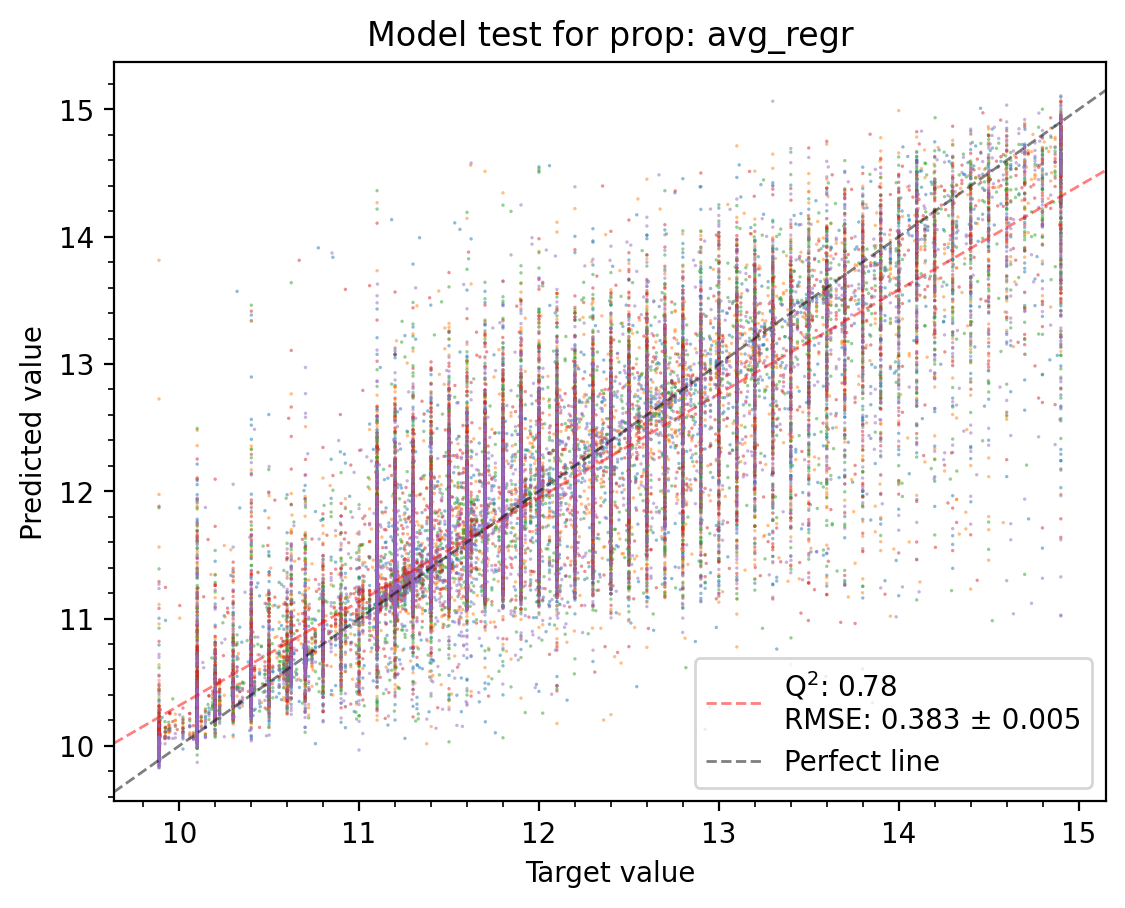 Model test for prop: avg_regr
Predicted value
15
14
13
12
11
10
Q²: 0.78
RMSE: 0.383 ± 0.005
Perfect line
10 11 12 13 14 15
Target value